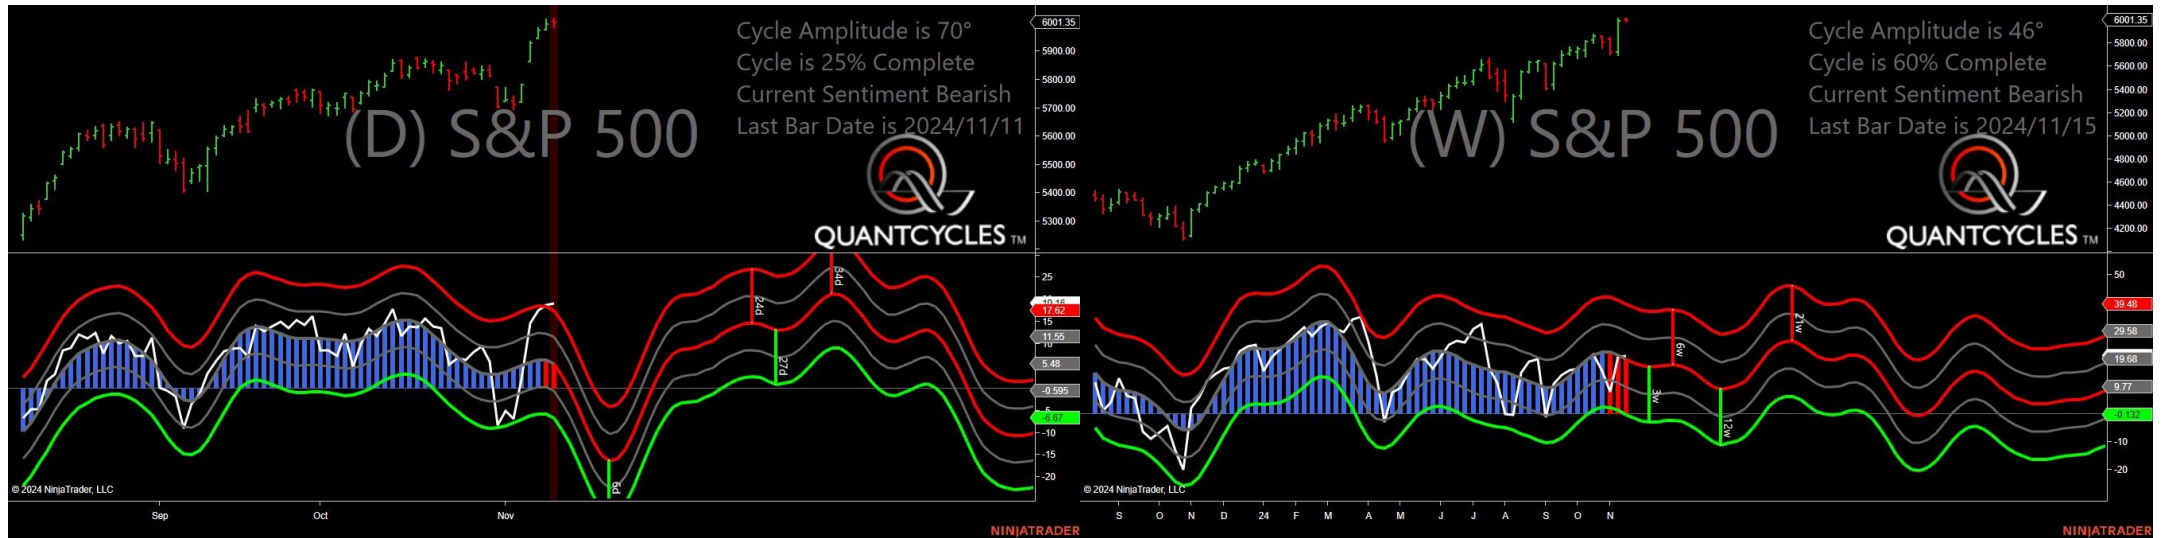 Cycle Amplitude is 70°
Cycle is 25% Complete
Current Sentiment Bearish
Last Bar Date is 2024/11/11
(D) S&P 500
QUANTCYCLES TM
6001.35
5900.00
5800.00
5700.00
5600.00
5500.00
5400.00
5300.00
25
17.62
15
11.55
10
5.48
-0.595
-6.67
-10
-15
-20
24d
34d
27d
5d
© 2024 NinjaTrader, LLC
Sep
Oct
Nov
NINJATRADER
Cycle Amplitude is 46°
Cycle is 60% Complete
Current Sentiment Bearish
Last Bar Date is 2024/11/15
(W) S&P 500
QUANTCYCLES TM
6001.35
5800.00
5600.00
5400.00
5200.00
5000.00
4800.00
4600.00
4400.00
4200.00
50
39.48
29.58
19.68
9.77
-0.132
-10
-20
6w
21w
3w
12w
© 2024 NinjaTrader, LLC
S O N D 24 F M A M J J A S O N
NINJATRADER